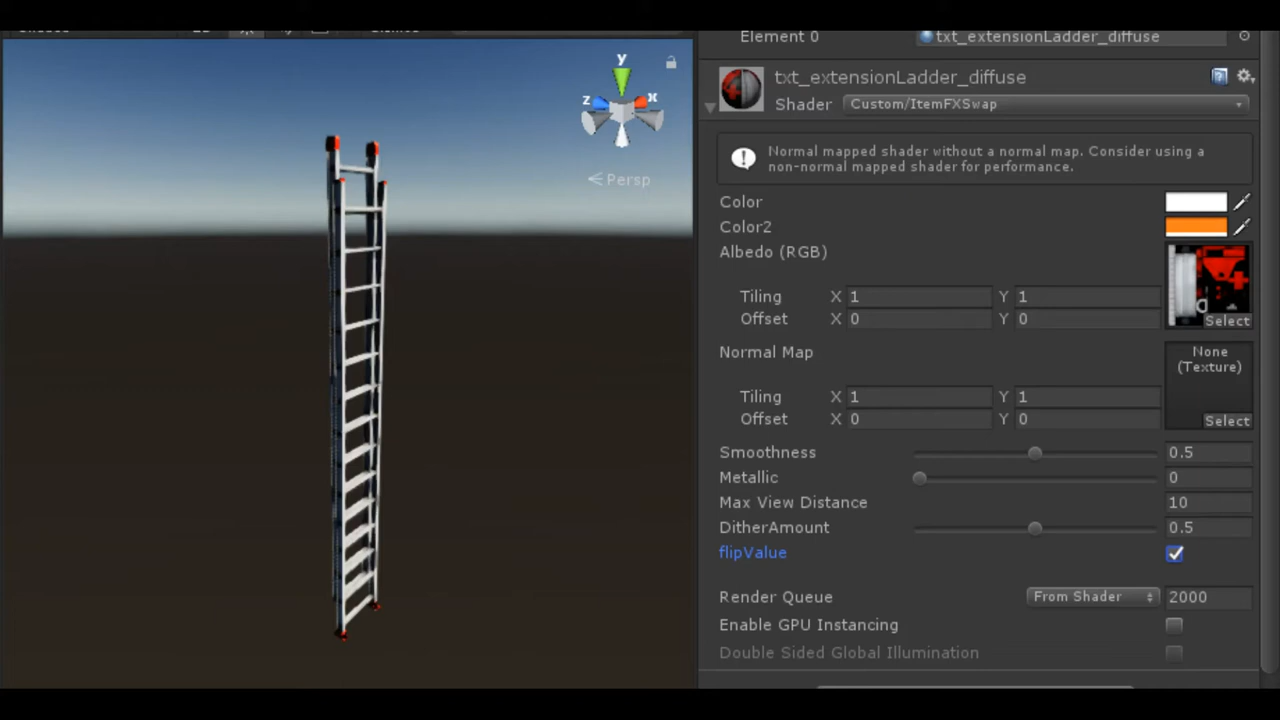 Element 0
txt_extensionLadder_diffuse
txt_extensionLadder_diffuse
Shader
Custom/ItemFXSwap
y
z
x
Persp
Normal mapped shader without a normal map. Consider using a
non-normal mapped shader for performance.
Color
Color2
Albedo (RGB)
Tiling X 1 Y 1
Offset X 0 Y 0
Select
Normal Map
None
(Texture)
Tiling X 1 Y 1
Offset X 0 Y 0
Select
Smoothness 0.5
Metallic 0
Max View Distance 10
DitherAmount 0.5
flipValue
Render Queue From Shader 2000
Enable GPU Instancing
Double Sided Global Illumination